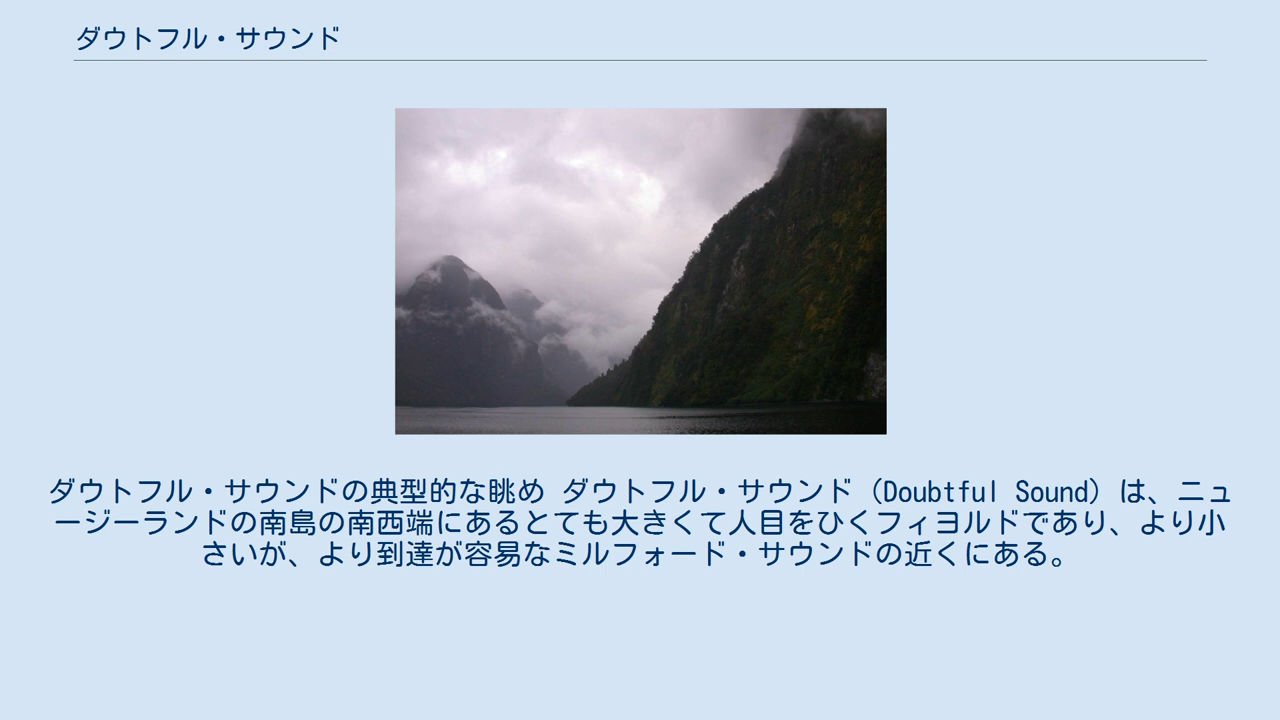 ダウトフル・サウンド
ダウトフル・サウンドの典型的な眺め ダウトフル・サウンド（Doubtful Sound）は、ニュ
ージーランドの南島の南西端にあるとても大きくて人目をひくフィヨルドであり、より小
さいが、より到達が容易なミルフォード・サウンドの近くにある。